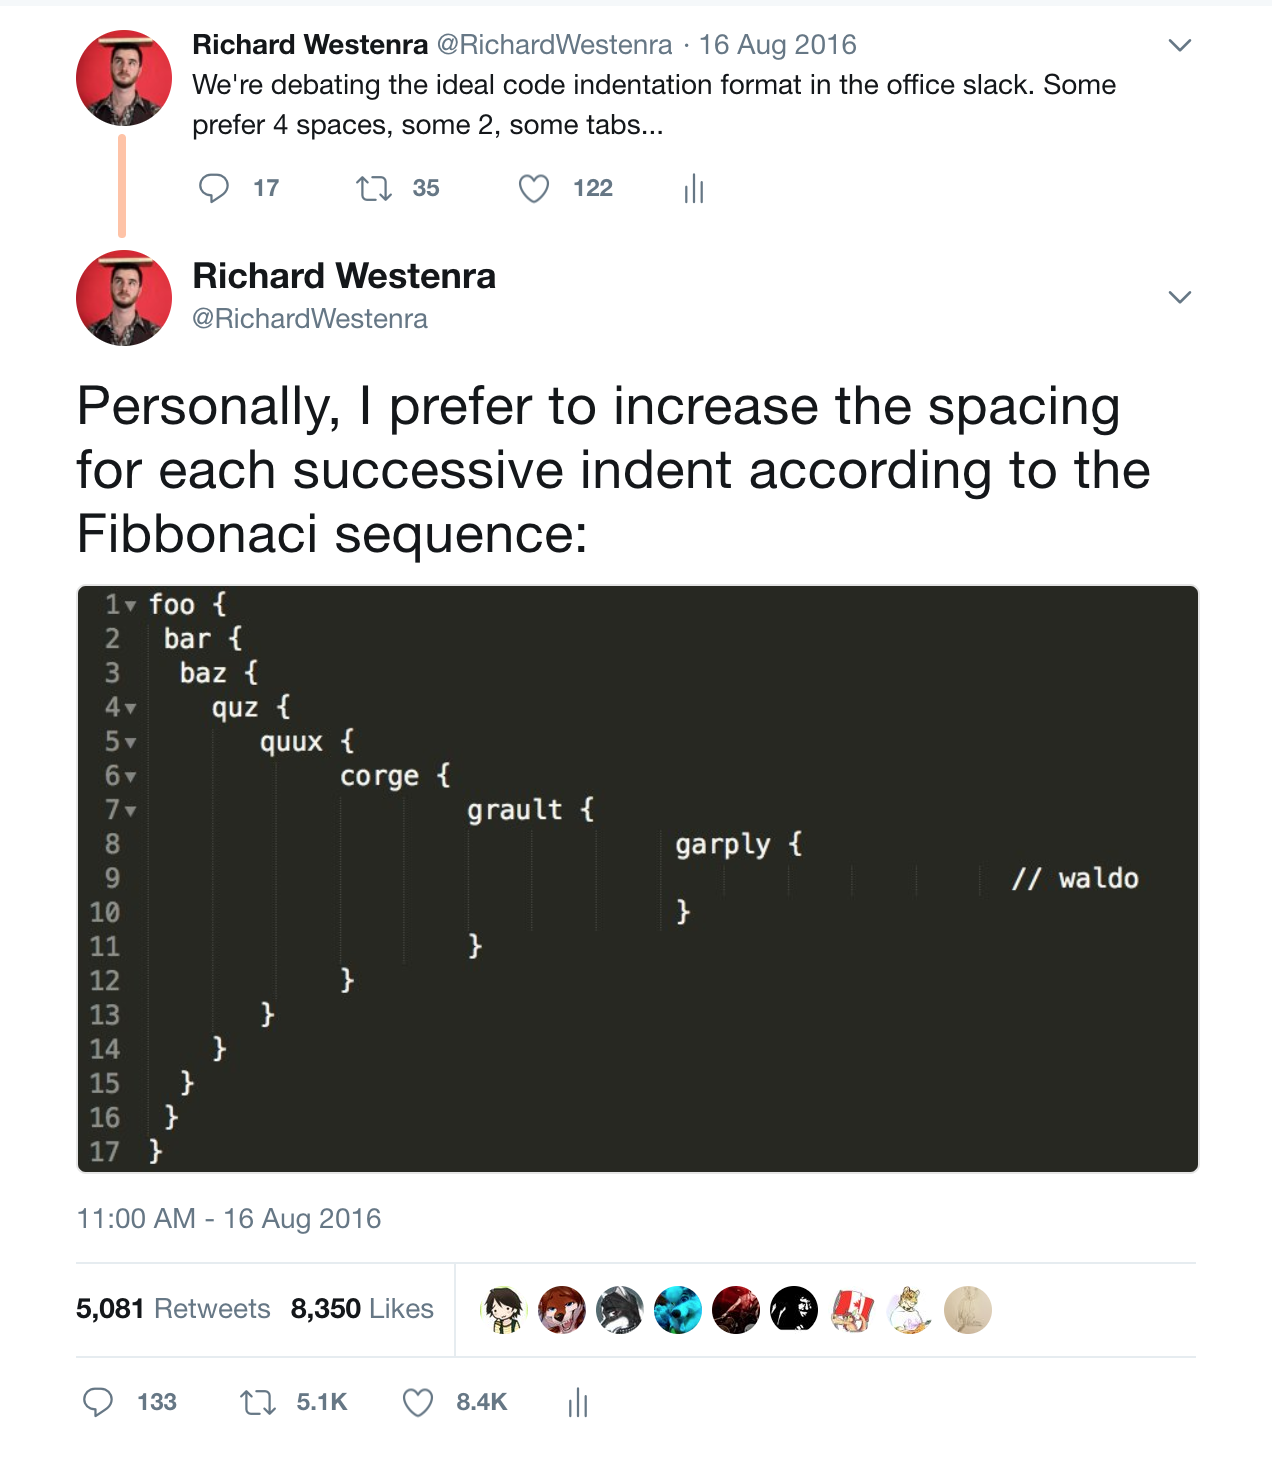 Richard Westenra @RichardWestenra · 16 Aug 2016
We're debating the ideal code indentation format in the office slack. Some
prefer 4 spaces, some 2, some tabs...
17 35 122
Richard Westenra
@RichardWestenra
Personally, I prefer to increase the spacing
for each successive indent according to the
Fibbonaci sequence:
1 foo {
2  bar {
3   baz {
4     quz {
5        quux {
6             corge {
7                     grault {
8                                  garply {
9                                                       // waldo
10                                  }
11                     }
12             }
13        }
14     }
15   }
16  }
17 }
11:00 AM - 16 Aug 2016
5,081 Retweets 8,350 Likes
133 5.1K 8.4K